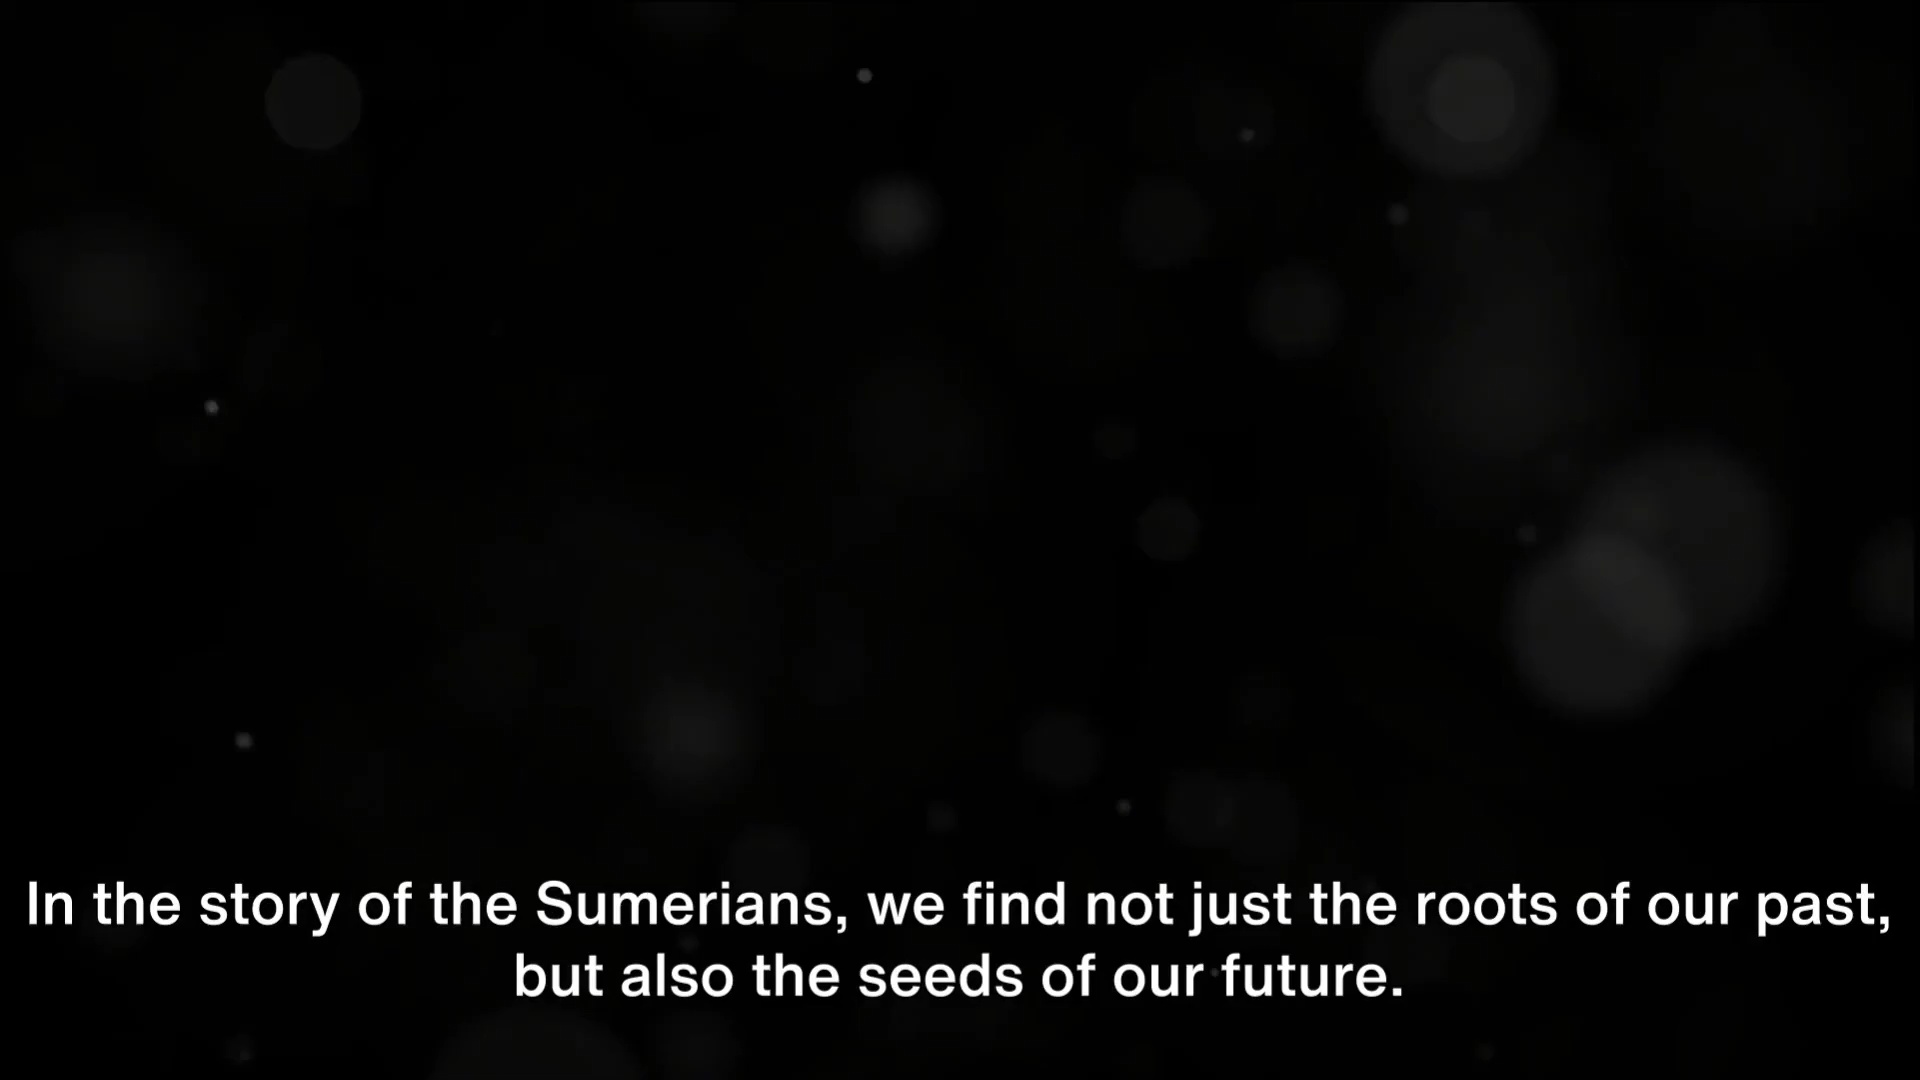 In the story of the Sumerians, we find not just the roots of our past,
but also the seeds of our future.